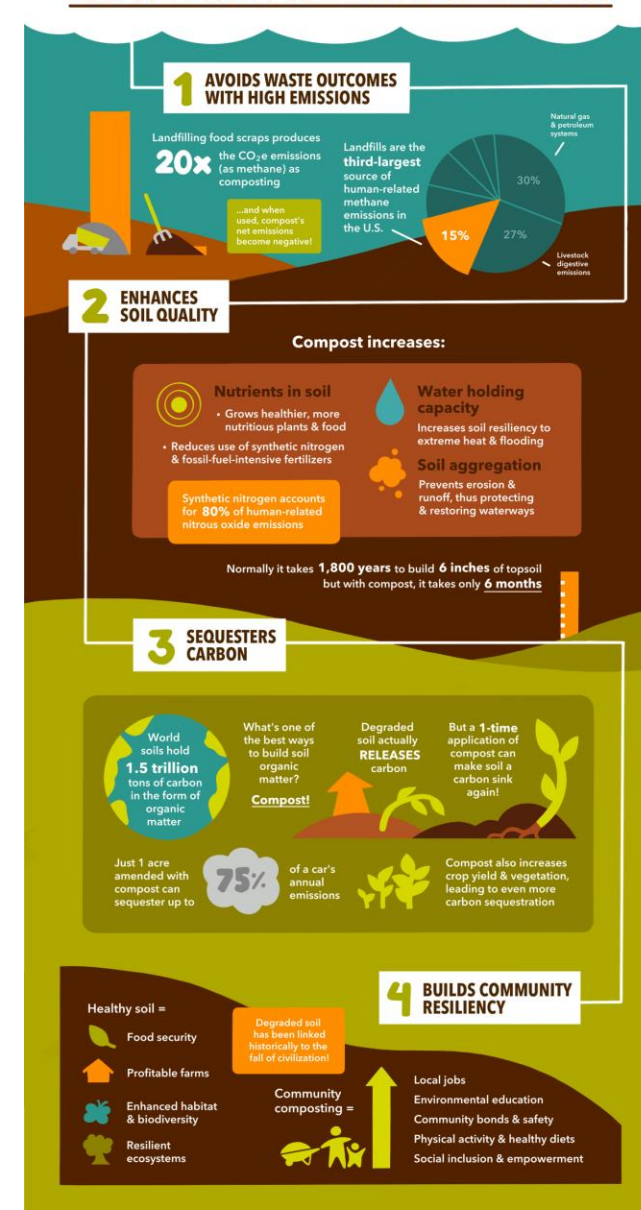 1 AVOIDS WASTE OUTCOMES
WITH HIGH EMISSIONS
Landfilling food scraps produces
20x the CO₂e emissions
(as methane) as
composting
...and when
used, compost's
net emissions
become negative!
Landfills are the
third-largest
source of
human-related
methane
emissions in
the U.S.
Natural gas
& petroleum
systems
30%
15%
27%
Livestock
digestive
emissions
2 ENHANCES
SOIL QUALITY
Compost increases:
Nutrients in soil
• Grows healthier, more
nutritious plants & food
• Reduces use of synthetic nitrogen
& fossil-fuel-intensive fertilizers
Synthetic nitrogen accounts
for 80% of human-related
nitrous oxide emissions
Water holding
capacity
Increases soil resiliency to
extreme heat & flooding
Soil aggregation
Prevents erosion &
runoff, thus protecting
& restoring waterways
Normally it takes 1,800 years to build 6 inches of topsoil
but with compost, it takes only 6 months
3 SEQUESTERS
CARBON
World
soils hold
1.5 trillion
tons of carbon
in the form of
organic
matter
What's one of
the best ways
to build soil
organic
matter?
Compost!
Degraded
soil actually
RELEASES
carbon
But a 1-time
application of
compost can
make soil a
carbon sink
again!
Just 1 acre
amended with
compost can
sequester up to
75%
of a car's
annual
emissions
Compost also increases
crop yield & vegetation,
leading to even more
carbon sequestration
4 BUILDS COMMUNITY
RESILIENCY
Healthy soil =
Food security
Profitable farms
Enhanced habitat
& biodiversity
Resilient
ecosystems
Degraded soil
has been linked
historically to the
fall of civilization!
Community
composting =
Local jobs
Environmental education
Community bonds & safety
Physical activity & healthy diets
Social inclusion & empowerment